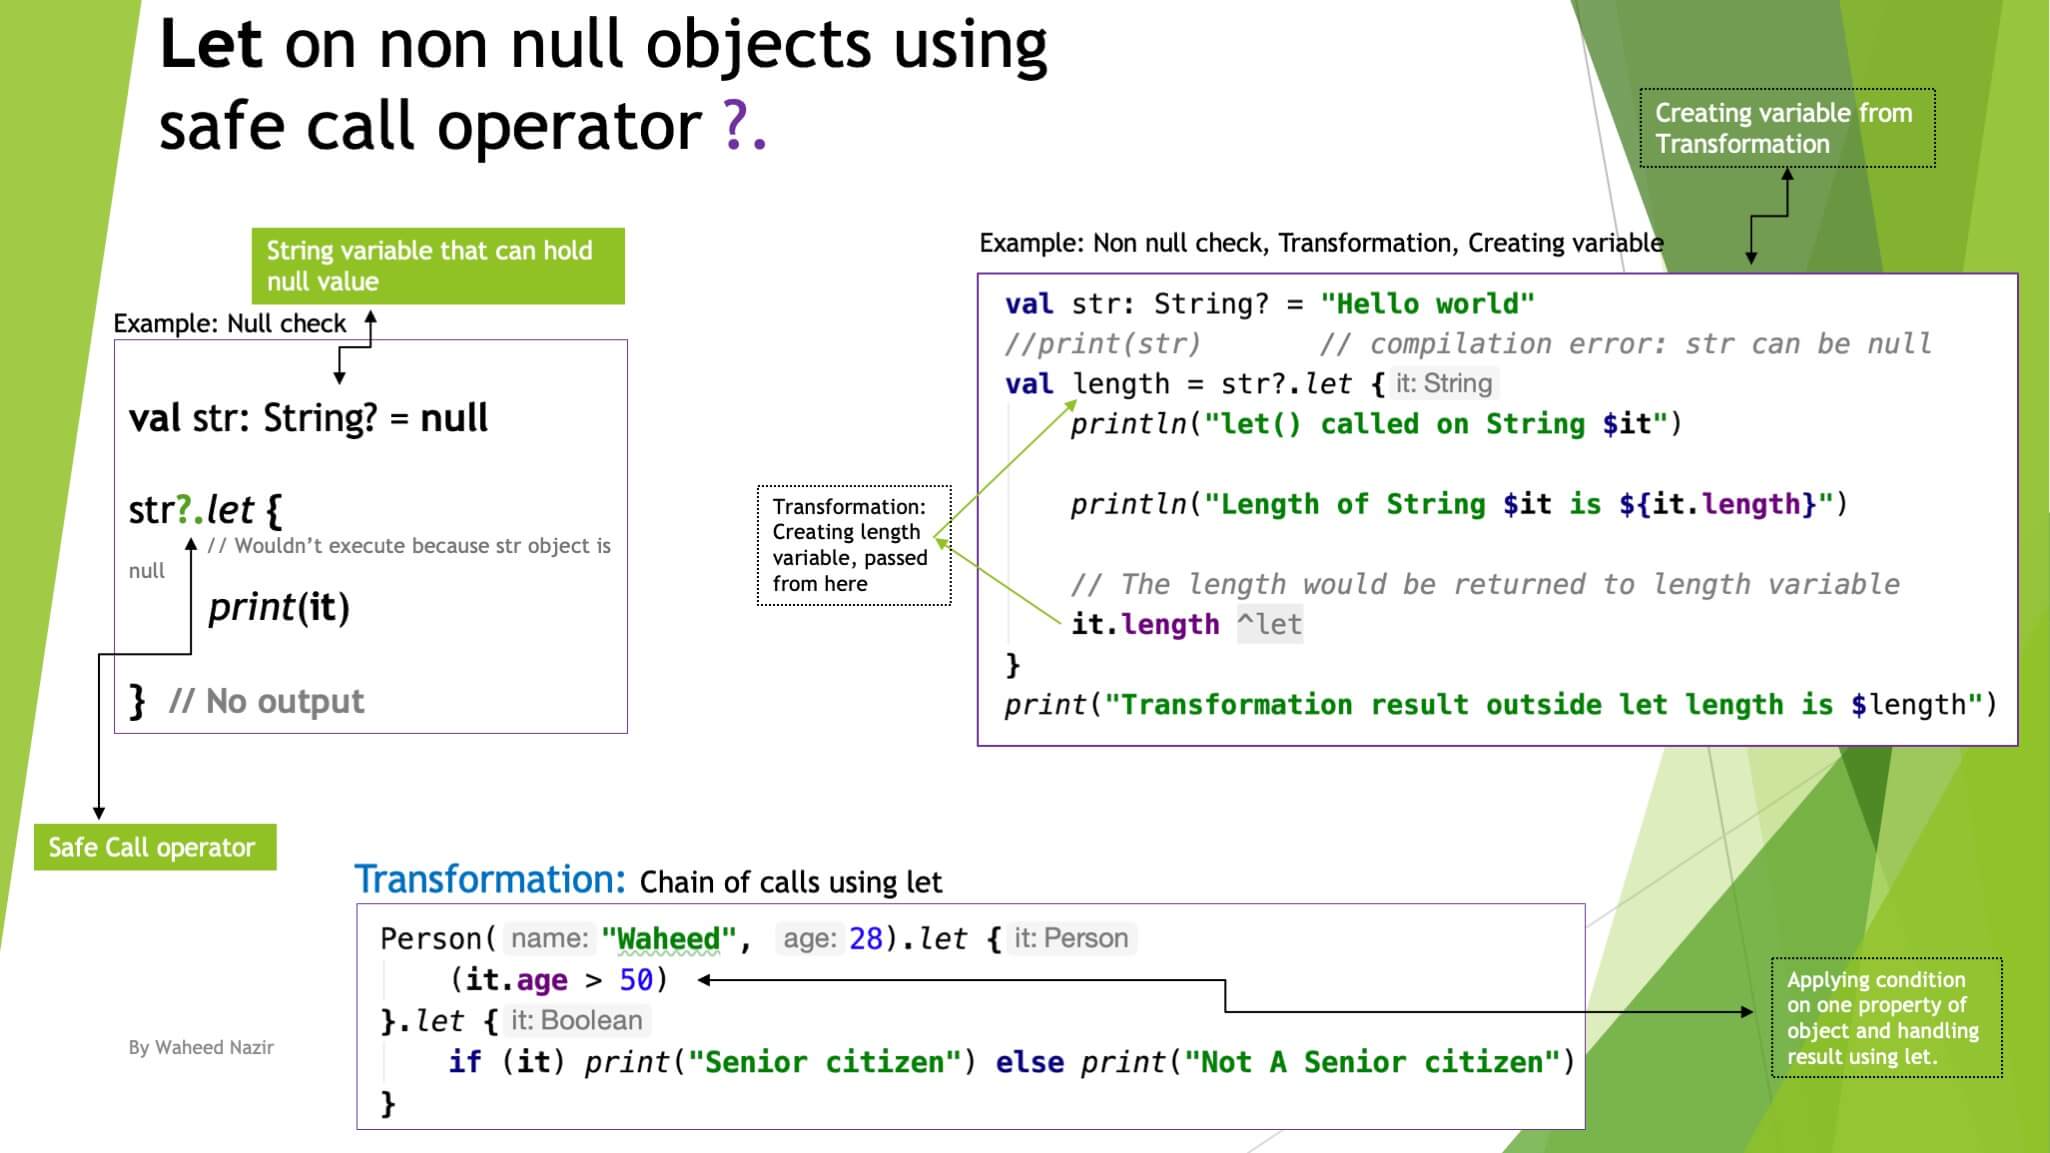 Let on non null objects using
safe call operator ?.
String variable that can hold
null value
Example: Null check
val str: String? = null
str?.let {
// Wouldn’t execute because str object is
null
print(it)
} // No output
Safe Call operator
Creating variable from
Transformation
Example: Non null check, Transformation, Creating variable
val str: String? = "Hello world"
//print(str) // compilation error: str can be null
val length = str?.let { it: String
println("let() called on String $it")
println("Length of String $it is ${it.length}")
// The length would be returned to length variable
it.length ^let
}
print("Transformation result outside let length is $length")
Transformation:
Creating length
variable, passed
from here
Transformation: Chain of calls using let
Person( name: "Waheed", age: 28).let { it: Person
(it.age > 50)
}.let { it: Boolean
if (it) print("Senior citizen") else print("Not A Senior citizen")
}
Applying condition
on one property of
object and handling
result using let.
By Waheed Nazir